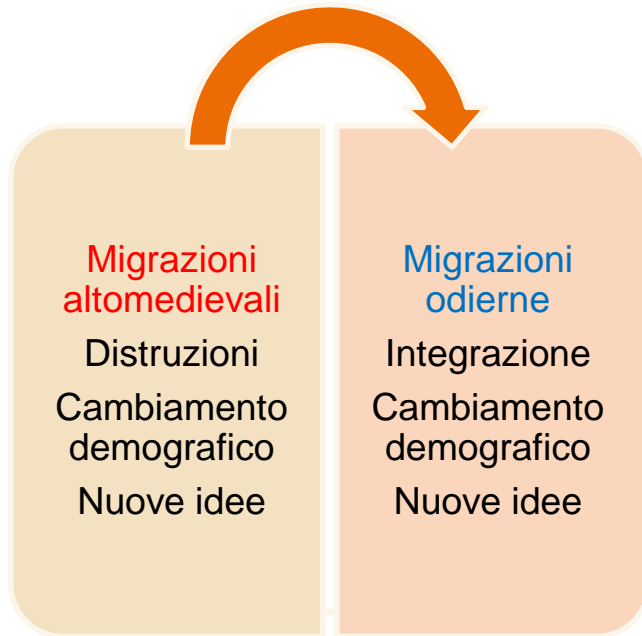 Migrazioni
altomedievali
Distruzioni
Cambiamento
demografico
Nuove idee
Migrazioni
odierne
Integrazione
Cambiamento
demografico
Nuove idee